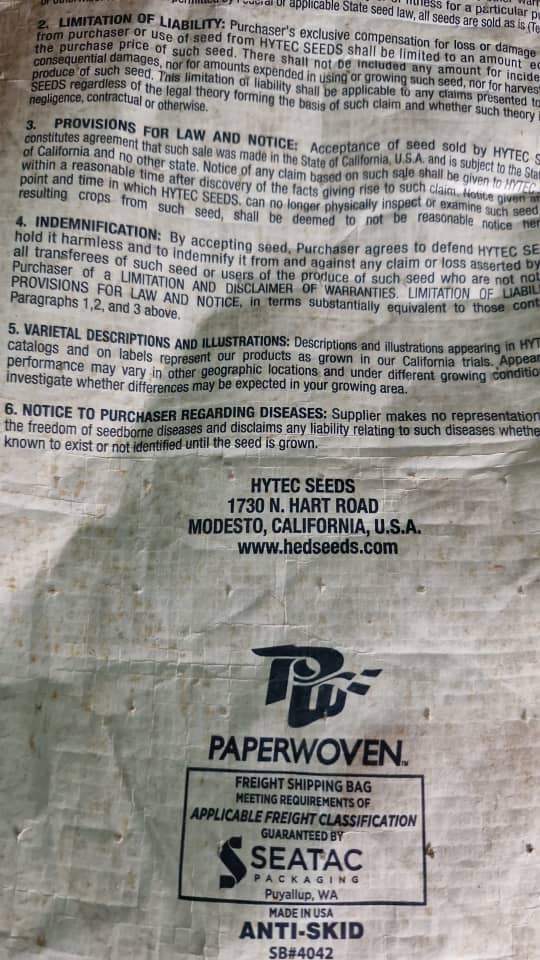 applicable State seed law, all seeds are sold as is
2. LIMITATION OF LIABILITY: Purchaser's exclusive compensation for loss or damage
from purchaser or use of seed from HYTEC SEEDS shall be limited to an amount
the purchase price of such seed. There shall not be included any amount for
consequential damages, nor for amounts expended in using or growing such seed, nor for
produce of such seed. This limitation of liability shall be applicable to any claims presented to
SEEDS regardless of the legal theory forming the basis of such claim and whether such theory
negligence, contractual or otherwise.
3. PROVISIONS FOR LAW AND NOTICE: Acceptance of seed sold by HYTEC
constitutes agreement that such sale was made in the State of California, U.S.A. and is subject to the
of California and no other state. Notice of any claim based on such sale shall be given to HYTEC
within a reasonable time after discovery of the facts giving rise to such claim. Notice given
point and time in which HYTEC SEEDS, can no longer physically inspect or examine such seed
resulting crops from such seed, shall be deemed to not be reasonable notice
4. INDEMNIFICATION: By accepting seed, Purchaser agrees to defend HYTEC SE
hold it harmless and to indemnify it from and against any claim or loss asserted by
all transferees of such seed or users of the produce of such seed who are not
Purchaser of a LIMITATION AND DISCLAIMER OF WARRANTIES. LIMITATION OF LIABIL
PROVISIONS FOR LAW AND NOTICE, in terms substantially equivalent to those cont
Paragraphs 1,2, and 3 above.
5. VARIETAL DESCRIPTIONS AND ILLUSTRATIONS: Descriptions and illustrations appearing in HYT
catalogs and on labels represent our products as grown in our California trials. Appear
performance may vary in other geographic locations and under different growing conditio
investigate whether differences may be expected in your growing area.
6. NOTICE TO PURCHASER REGARDING DISEASES: Supplier makes no representation
the freedom of seedborne diseases and disclaims any liability relating to such diseases whethe
known to exist or not identified until the seed is grown.
HYTEC SEEDS
1730 N. HART ROAD
MODESTO, CALIFORNIA, U.S.A.
www.hedseeds.com
PW
PAPERWOVEN™
FREIGHT SHIPPING BAG
MEETING REQUIREMENTS OF
APPLICABLE FREIGHT CLASSIFICATION
GUARANTEED BY
SEATAC
PACKAGING
Puyallup, WA
MADE IN USA
ANTI-SKID
SB#4042